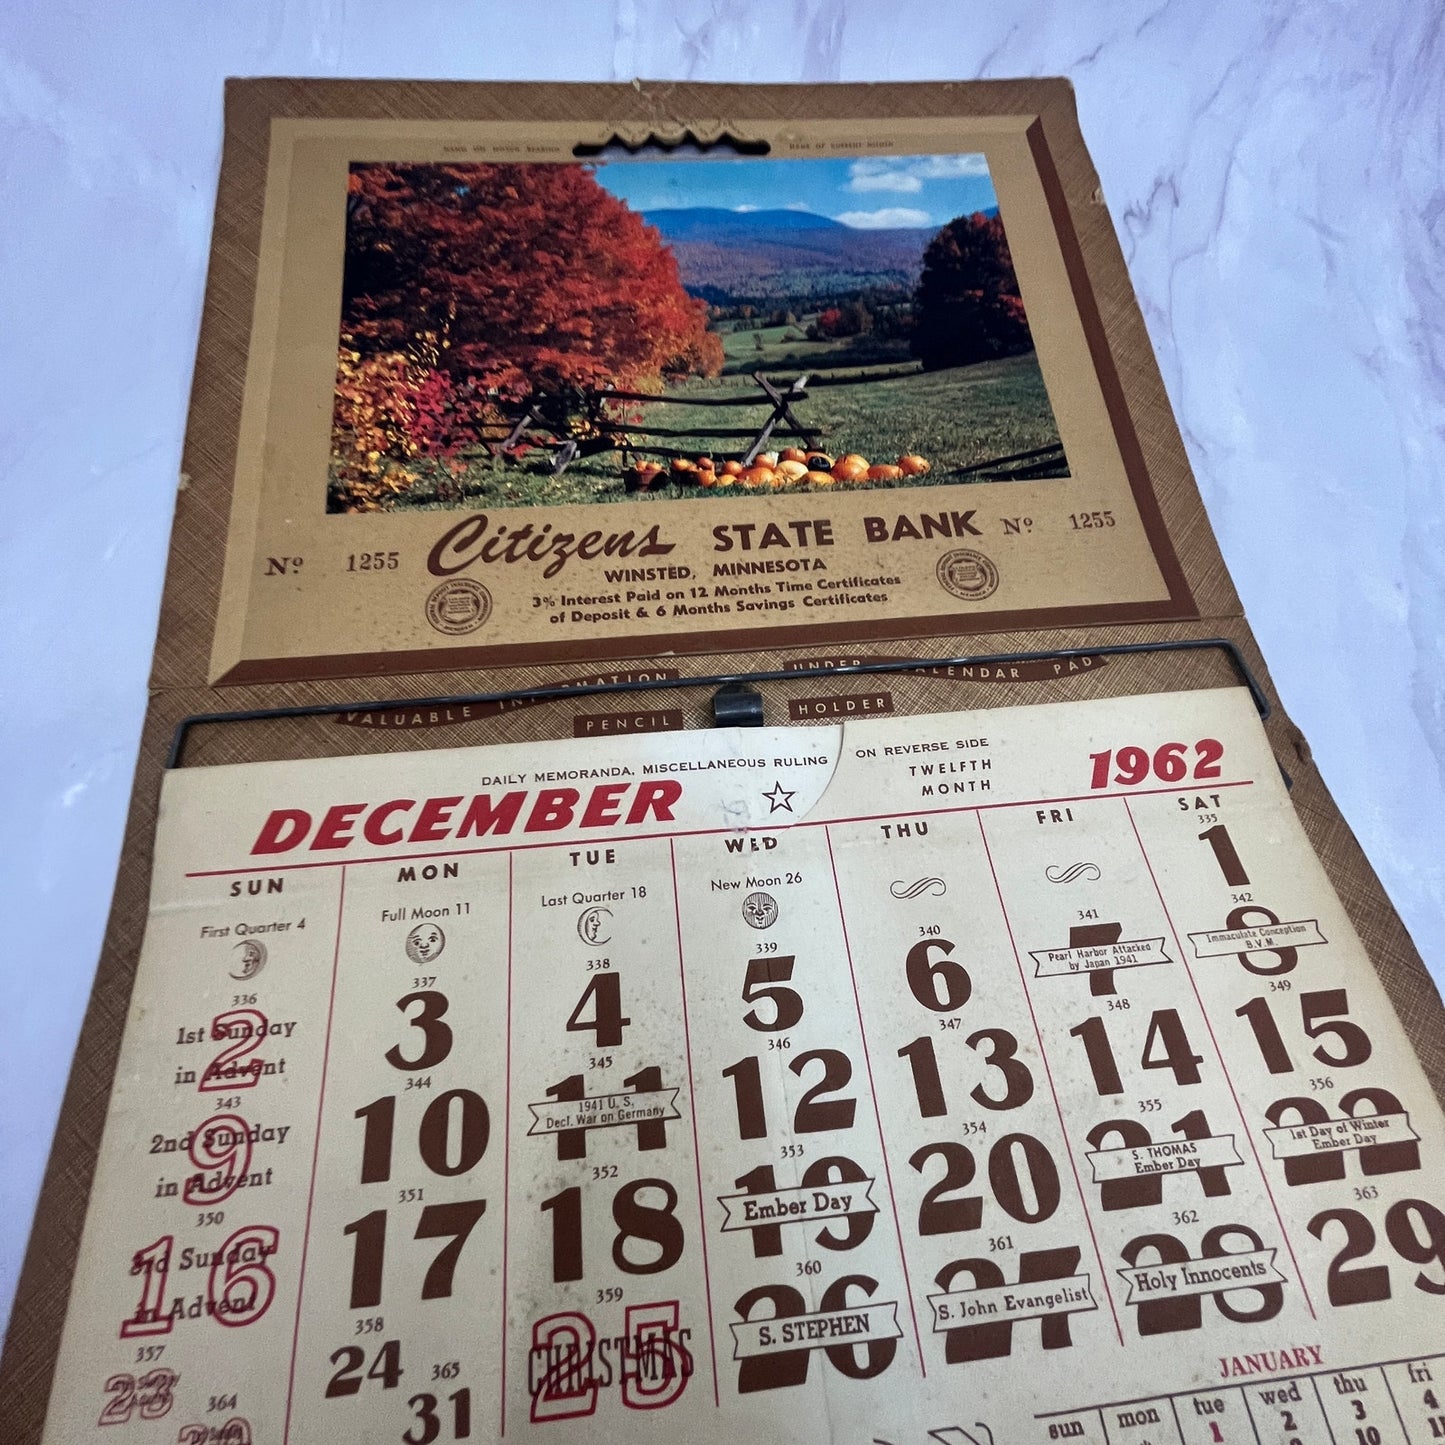 Nº 1255
Citizens STATE BANK
Nº 1255
WINSTED, MINNESOTA
3% Interest Paid on 12 Months Time Certificates
of Deposit & 6 Months Savings Certificates
VALUABLE INFORMATION UNDER CALENDAR PAD
PENCIL HOLDER
DAILY MEMORANDA, MISCELLANEOUS RULING ON REVERSE SIDE
DECEMBER
TWELFTH
MONTH
1962
SUN MON TUE WED THU FRI SAT
First Quarter 4
Full Moon 11
Last Quarter 18
New Moon 26
335
1
336
2
1st Sunday
in Advent
337
3
338
4
339
5
340
6
341
7
Pearl Harbor Attacked
by Japan 1941
342
8
Immaculate Conception
B.V.M.
343
9
2nd Sunday
in Advent
344
10
345
11
1941 U. S.
Decl. War on Germany
346
12
347
13
348
14
349
15
350
16
3rd Sunday
in Advent
351
17
352
18
353
19
Ember Day
354
20
355
21
S. THOMAS
Ember Day
356
22
1st Day of Winter
Ember Day
357
23
358
24
359
25
CHRISTMAS
360
26
S. STEPHEN
361
27
S. John Evangelist
362
28
Holy Innocents
363
29
364
365
31
JANUARY
sun mon tue wed thu fri
1 2 3 4
10